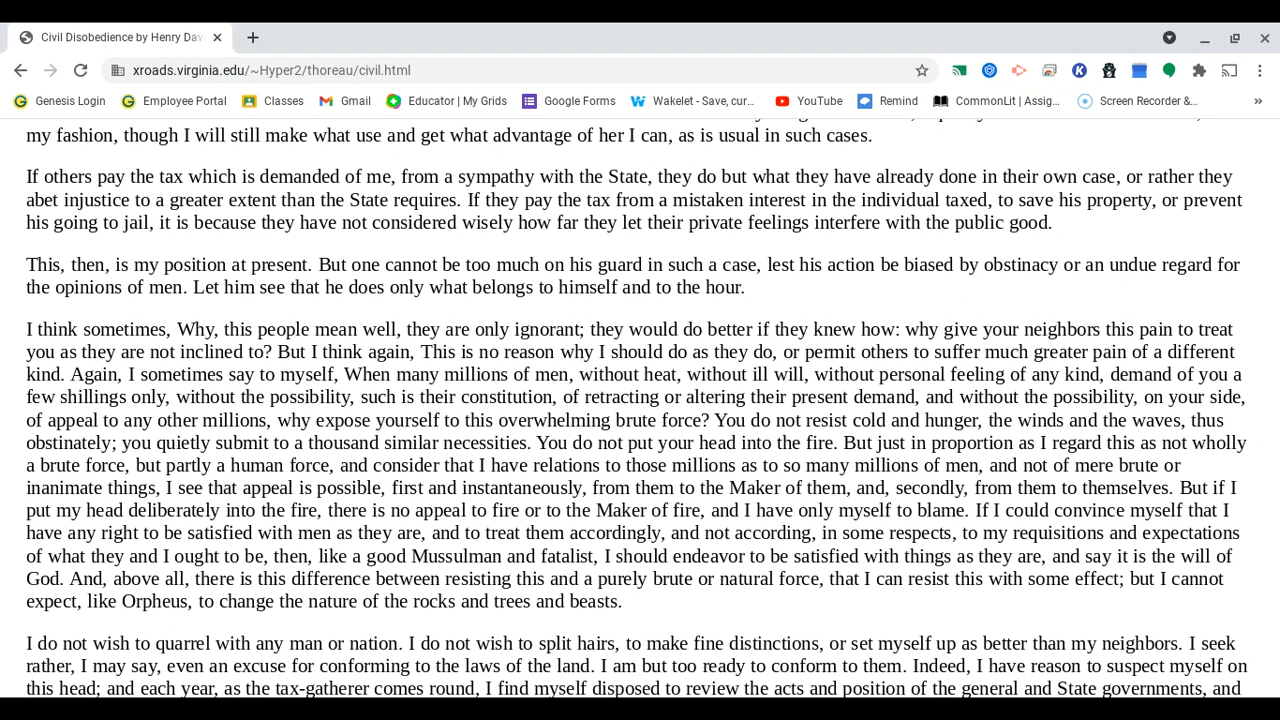 Civil Disobedience by Henry Dav
xroads.virginia.edu/~Hyper2/thoreau/civil.html
Genesis Login Employee Portal Classes Gmail Educator | My Grids Google Forms Wakelet - Save, cur... YouTube Remind CommonLit | Assig... Screen Recorder &... »
my fashion, though I will still make what use and get what advantage of her I can, as is usual in such cases.
If others pay the tax which is demanded of me, from a sympathy with the State, they do but what they have already done in their own case, or rather they
abet injustice to a greater extent than the State requires. If they pay the tax from a mistaken interest in the individual taxed, to save his property, or prevent
his going to jail, it is because they have not considered wisely how far they let their private feelings interfere with the public good.
This, then, is my position at present. But one cannot be too much on his guard in such a case, lest his action be biased by obstinacy or an undue regard for
the opinions of men. Let him see that he does only what belongs to himself and to the hour.
I think sometimes, Why, this people mean well, they are only ignorant; they would do better if they knew how: why give your neighbors this pain to treat
you as they are not inclined to? But I think again, This is no reason why I should do as they do, or permit others to suffer much greater pain of a different
kind. Again, I sometimes say to myself, When many millions of men, without heat, without ill will, without personal feeling of any kind, demand of you a
few shillings only, without the possibility, such is their constitution, of retracting or altering their present demand, and without the possibility, on your side,
of appeal to any other millions, why expose yourself to this overwhelming brute force? You do not resist cold and hunger, the winds and the waves, thus
obstinately; you quietly submit to a thousand similar necessities. You do not put your head into the fire. But just in proportion as I regard this as not wholly
a brute force, but partly a human force, and consider that I have relations to those millions as to so many millions of men, and not of mere brute or
inanimate things, I see that appeal is possible, first and instantaneously, from them to the Maker of them, and, secondly, from them to themselves. But if I
put my head deliberately into the fire, there is no appeal to fire or to the Maker of fire, and I have only myself to blame. If I could convince myself that I
have any right to be satisfied with men as they are, and to treat them accordingly, and not according, in some respects, to my requisitions and expectations
of what they and I ought to be, then, like a good Mussulman and fatalist, I should endeavor to be satisfied with things as they are, and say it is the will of
God. And, above all, there is this difference between resisting this and a purely brute or natural force, that I can resist this with some effect; but I cannot
expect, like Orpheus, to change the nature of the rocks and trees and beasts.
I do not wish to quarrel with any man or nation. I do not wish to split hairs, to make fine distinctions, or set myself up as better than my neighbors. I seek
rather, I may say, even an excuse for conforming to the laws of the land. I am but too ready to conform to them. Indeed, I have reason to suspect myself on
this head; and each year, as the tax-gatherer comes round, I find myself disposed to review the acts and position of the general and State governments, and